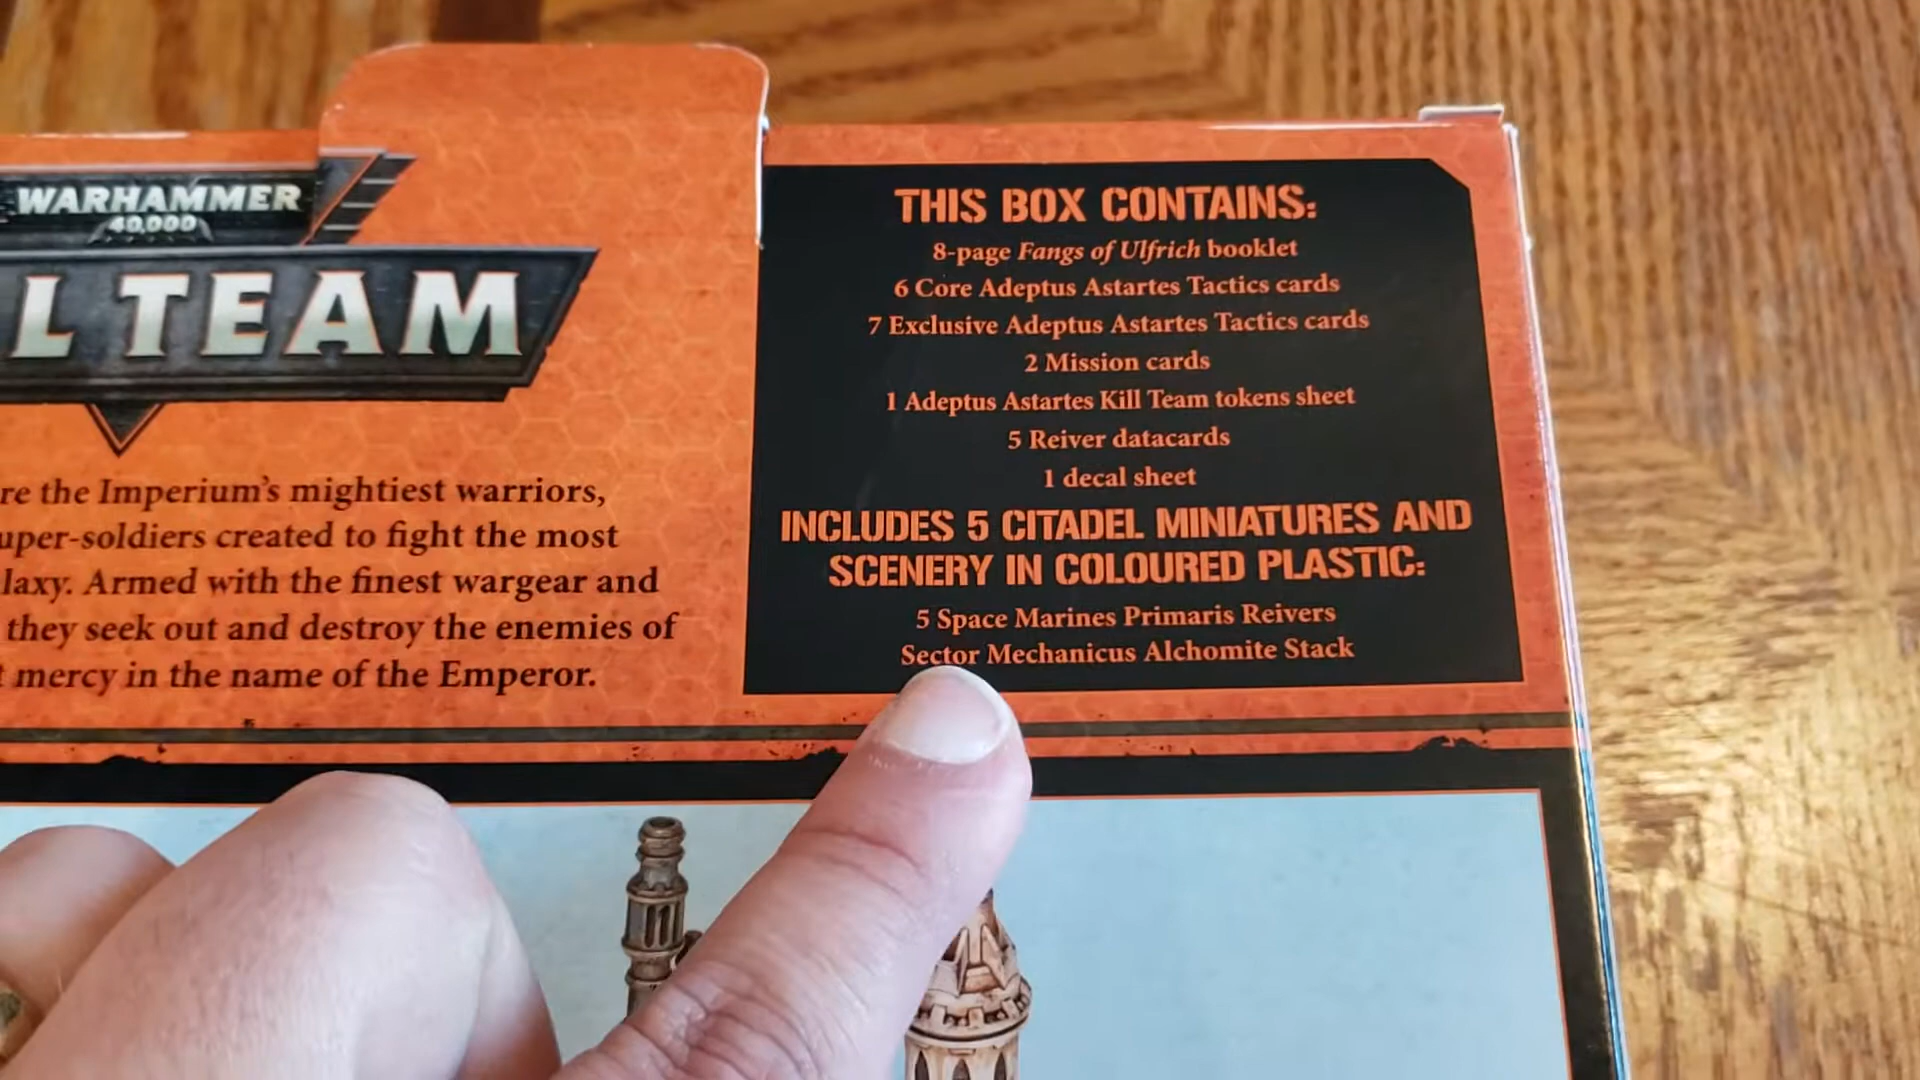 WARHAMMER
40,000
L TEAM
re the Imperium's mightiest warriors,
uper-soldiers created to fight the most
laxy. Armed with the finest wargear and
they seek out and destroy the enemies of
mercy in the name of the Emperor.
THIS BOX CONTAINS:
8-page Fangs of Ulfrich booklet
6 Core Adeptus Astartes Tactics cards
7 Exclusive Adeptus Astartes Tactics cards
2 Mission cards
1 Adeptus Astartes Kill Team tokens sheet
5 Reiver datacards
1 decal sheet
INCLUDES 5 CITADEL MINIATURES AND
SCENERY IN COLOURED PLASTIC:
5 Space Marines Primaris Reivers
Sector Mechanicus Alchomite Stack